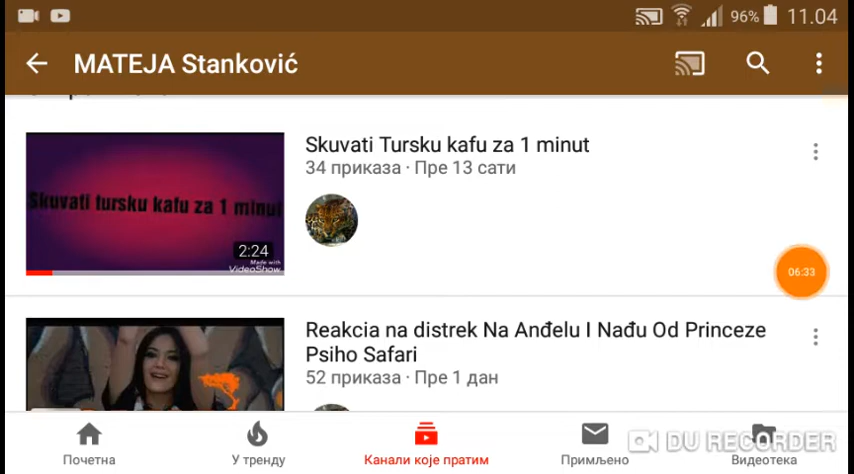 96% 11.04
MATEJA Stanković
Skuvati Tursku kafu za 1 minut
34 приказа · Пре 13 сати
Skuvati tursku kafu za 1 minut
2:24
Made with
VideoShow
06:33
Reakcia na distrek Na Anđelu I Nađu Od Princeze
Psiho Safari
52 приказа · Пре 1 дан
DU RECORDER
Почетна
У тренду
Канали које пратим
Примљено
Видеотека